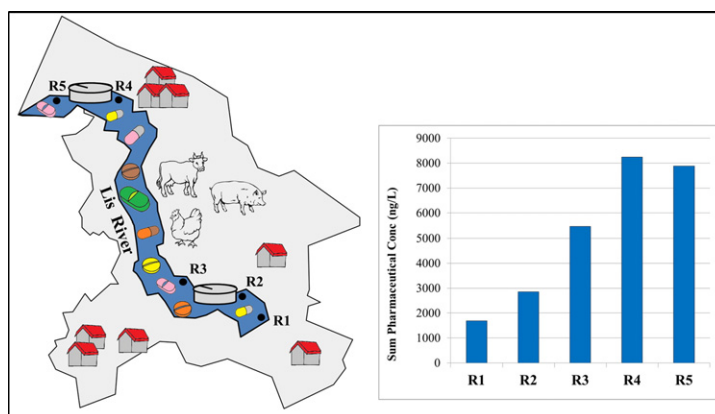 R5
R4
Lis River
R3
R2
R1
Sum Pharmaceutical Conc (ng/L)
9000
8000
7000
6000
5000
4000
3000
2000
1000
0
R1 R2 R3 R4 R5